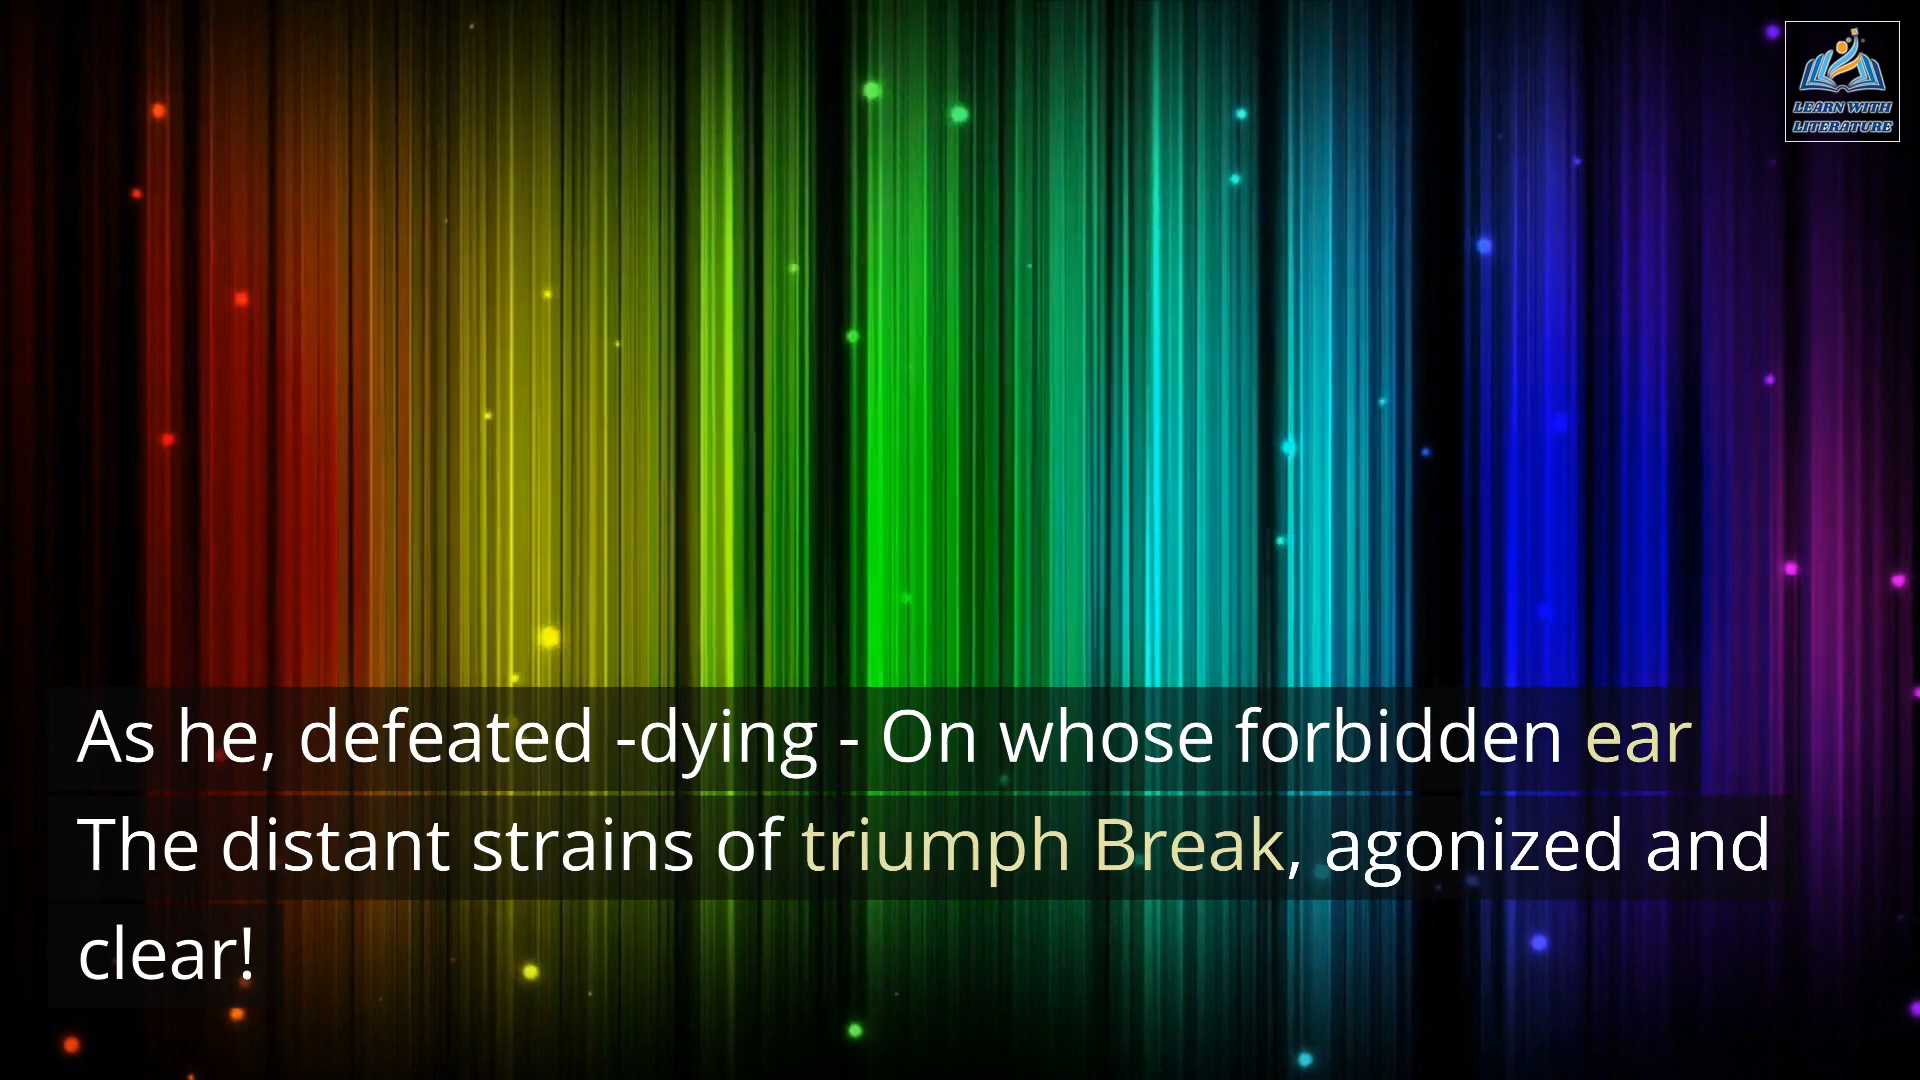 LEARN WITH
LITERATURE
As he, defeated -dying - On whose forbidden ear
The distant strains of triumph Break, agonized and
clear!